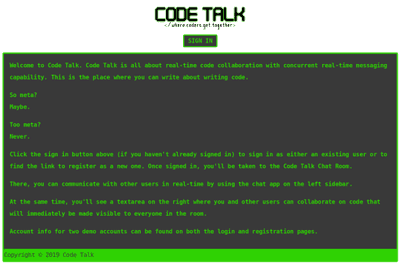 CODE TALK
</where coders get together>
SIGN IN
Welcome to Code Talk. Code Talk is all about real-time code collaboration with concurrent real-time messaging
capability. This is the place where you can write about writing code.
So meta?
Maybe.
Too meta?
Never.
Click the sign in button above (if you haven't already signed in) to sign in as either an existing user or to
find the link to register as a new one. Once signed in, you'll be taken to the Code Talk Chat Room.
There, you can communicate with other users in real-time by using the chat app on the left sidebar.
At the same time, you'll see a textarea on the right where you and other users can collaborate on code that
will immediately be made visible to everyone in the room.
Account info for two demo accounts can be found on both the login and registration pages.
Copyright © 2019 Code Talk